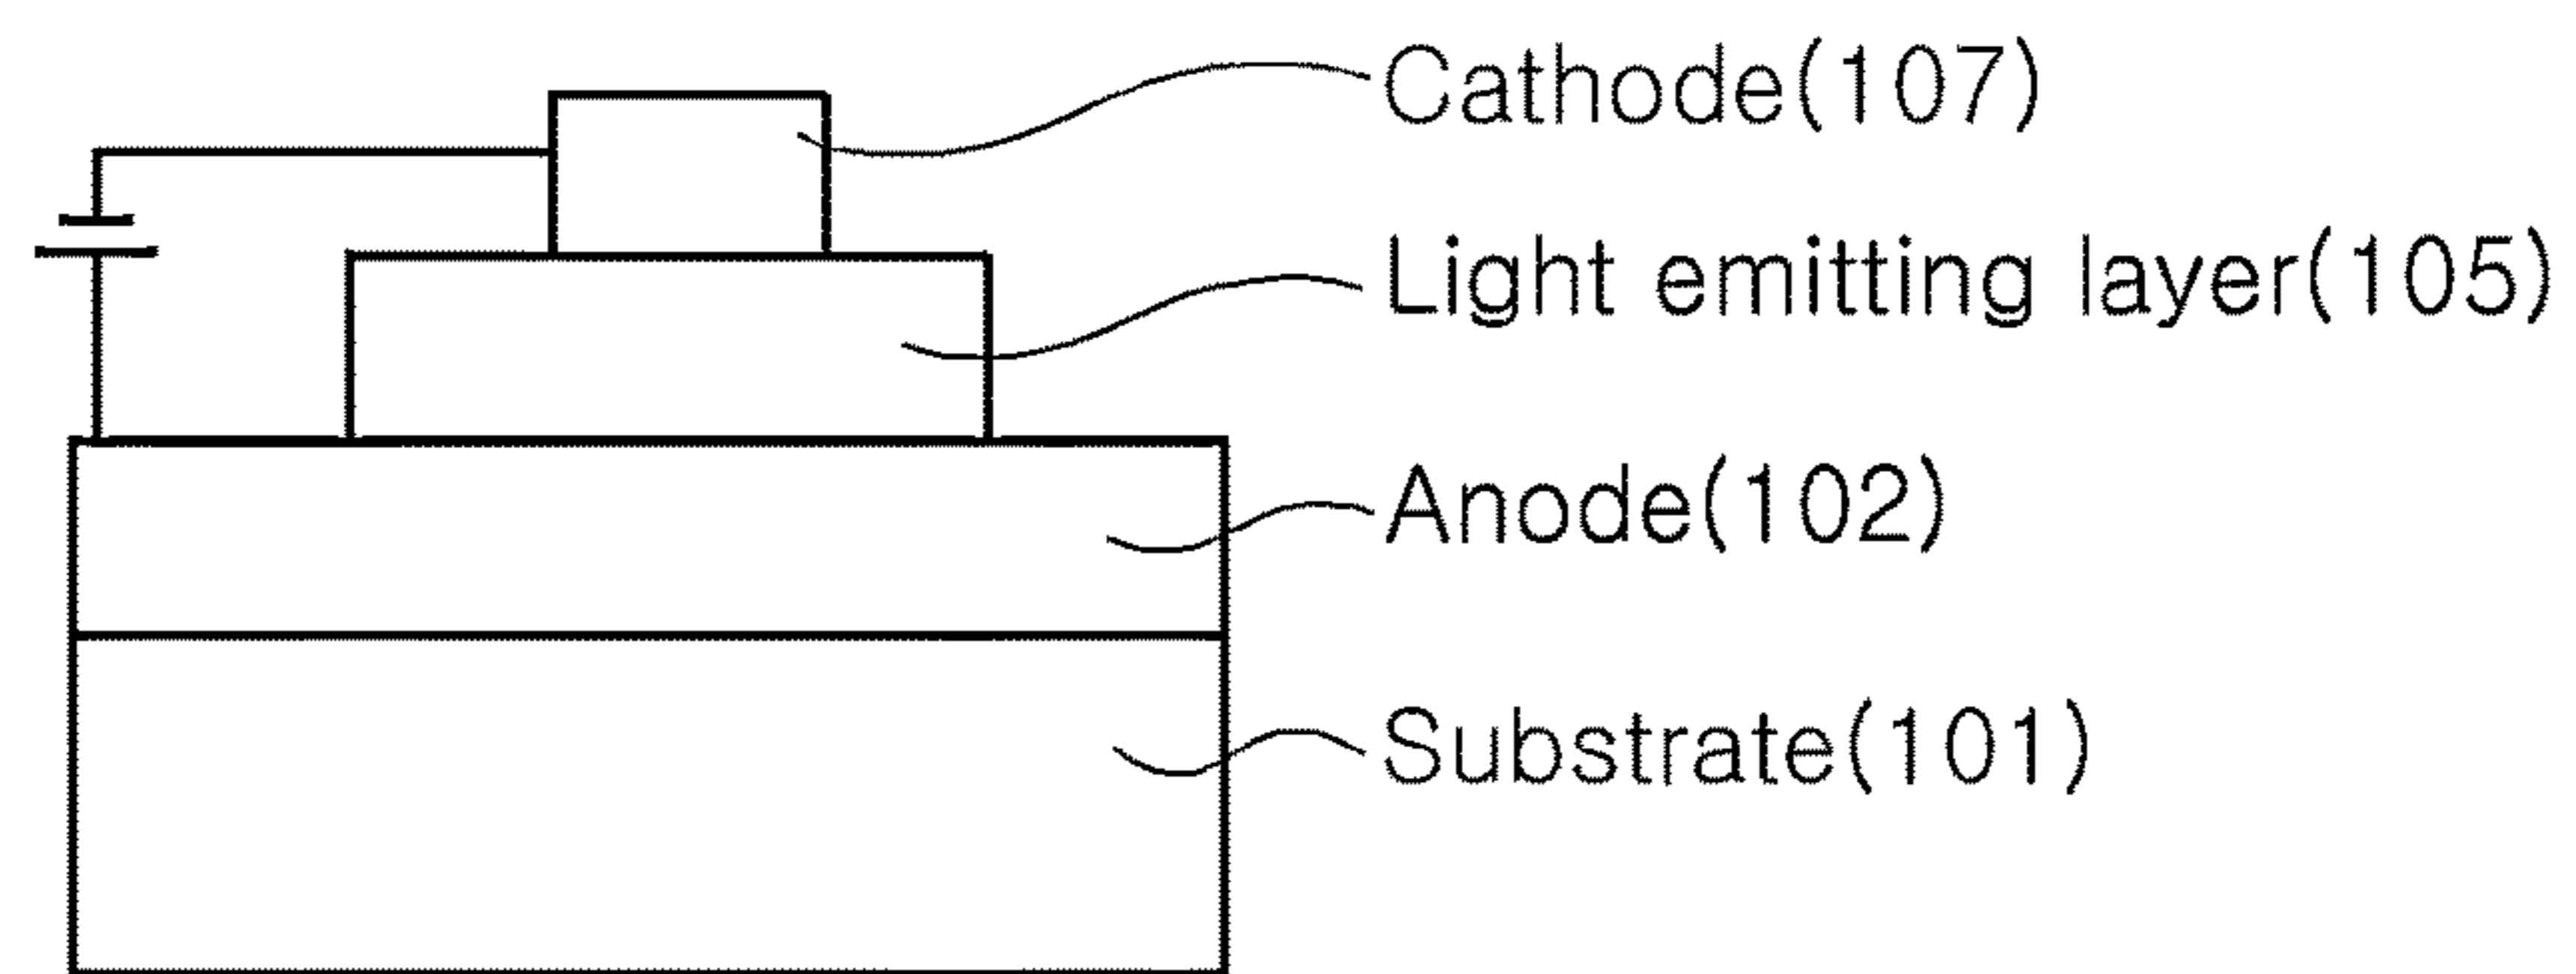 Cathode(107)
Light emitting layer(105)
Anode(102)
Substrate(101)